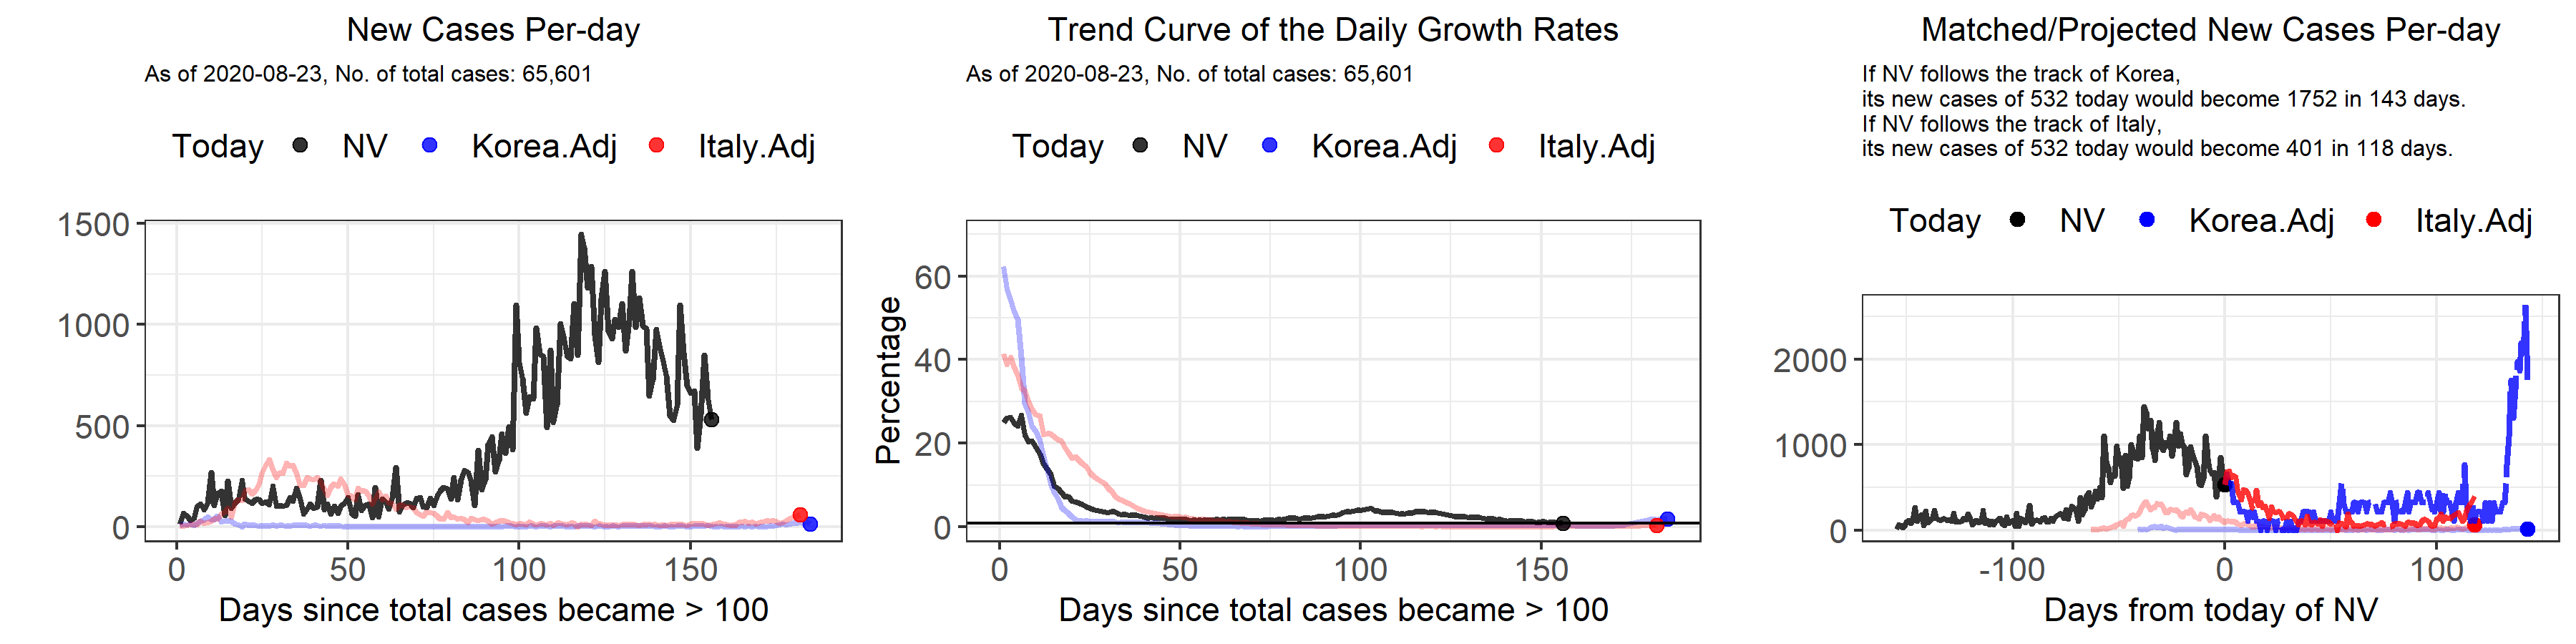 New Cases Per-day
As of 2020-08-23, No. of total cases: 65,601
Today NV Korea.Adj Italy.Adj
1500
1000
500
0
0 50 100 150
Days since total cases became > 100
Trend Curve of the Daily Growth Rates
As of 2020-08-23, No. of total cases: 65,601
Today NV Korea.Adj Italy.Adj
Percentage
60
40
20
0
0 50 100 150
Days since total cases became > 100
Matched/Projected New Cases Per-day
If NV follows the track of Korea,
its new cases of 532 today would become 1752 in 143 days.
If NV follows the track of Italy,
its new cases of 532 today would become 401 in 118 days.
Today NV Korea.Adj Italy.Adj
2000
1000
0
-100 0 100
Days from today of NV